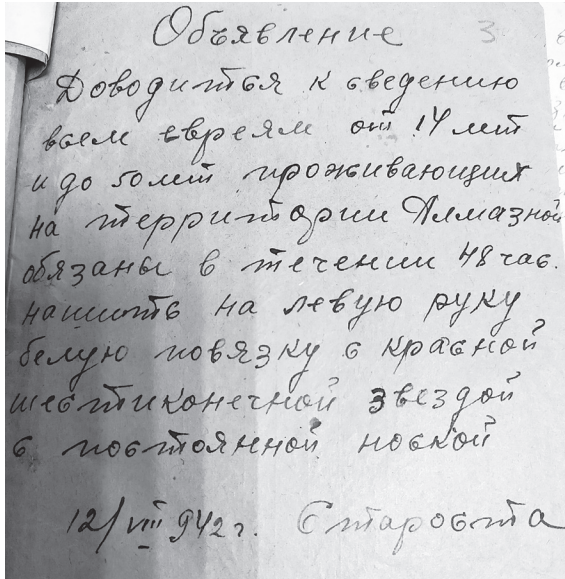 Объявление 3
Доводится к сведению
всем евреям от 14 лет
и до 50 лет проживающих
на территории Алмазной
обязаны в течении 48 час.
нашить на левую руку
белую повязку с красной
шестиконечной звездой
с постоянной ноской
12/VIII 942 г. Староста